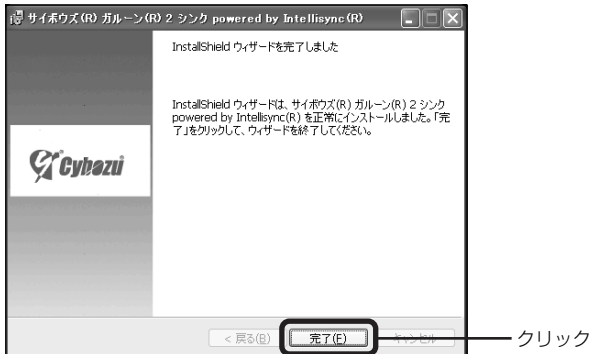 サイボウズ(R) ガルーン(R) 2 シンク powered by Intellisync(R)
InstallShield ウィザードを完了しました
InstallShield ウィザードは、サイボウズ(R) ガルーン(R) 2 シンク
powered by Intellisync(R) を正常にインストールしました。「完
了」をクリックして、ウィザードを終了してください。
Cybozu
< 戻る(B)
完了(F)
キャンセル
クリック